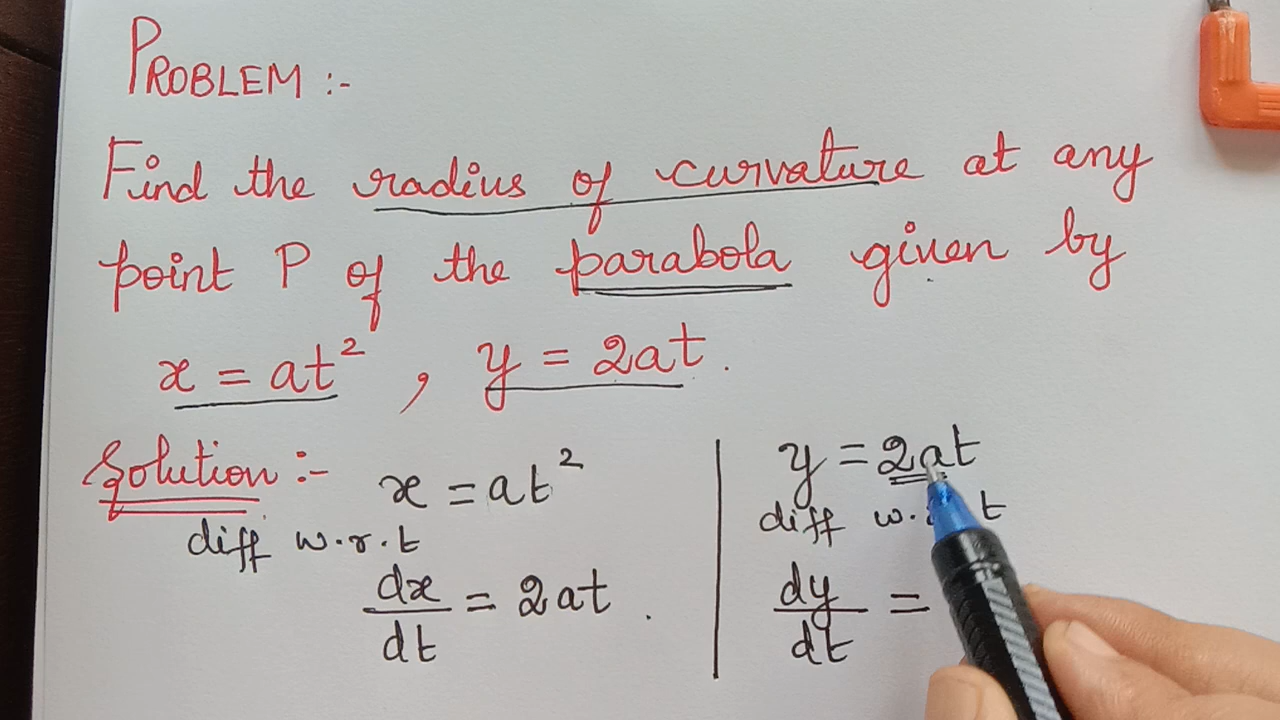 PROBLEM :-
Find the radius of curvature at any
point P of the parabola given by
x = at² , y = 2at.
Solution :- x = at²
diff w.r.t
dx/dt = 2at .
y = 2at
diff w. t
dy/dt =